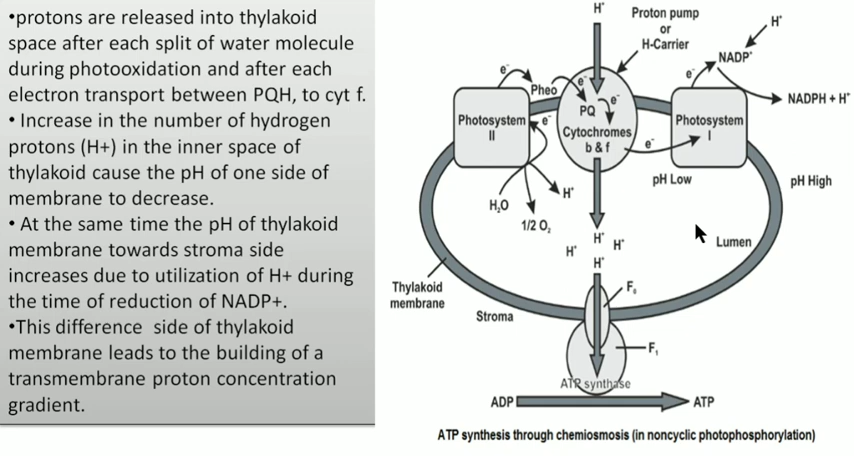 •protons are released into thylakoid
space after each split of water molecule
during photooxidation and after each
electron transport between PQH, to cyt f.
• Increase in the number of hydrogen
protons (H+) in the inner space of
thylakoid cause the pH of one side of
membrane to decrease.
• At the same time the pH of thylakoid
membrane towards stroma side
increases due to utilization of H+ during
the time of reduction of NADP+.
•This difference  side of thylakoid
membrane leads to the building of a
transmembrane proton concentration
gradient.
H⁺
Proton pump
or
H-Carrier
H⁺
NADP⁺
e⁻
Pheo
e⁻
e⁻
NADPH + H⁺
PQ
e⁻
Photosystem
II
e⁻
Cytochromes
b & f
e⁻
Photosystem
I
pH Low
pH High
H₂O
H⁺
1/2 O₂
H⁺
H⁺
H⁺
H⁺
Lumen
Thylakoid
membrane
F₀
Stroma
F₁
ATP synthase
ADP
ATP
ATP synthesis through chemiosmosis (in noncyclic photophosphorylation)